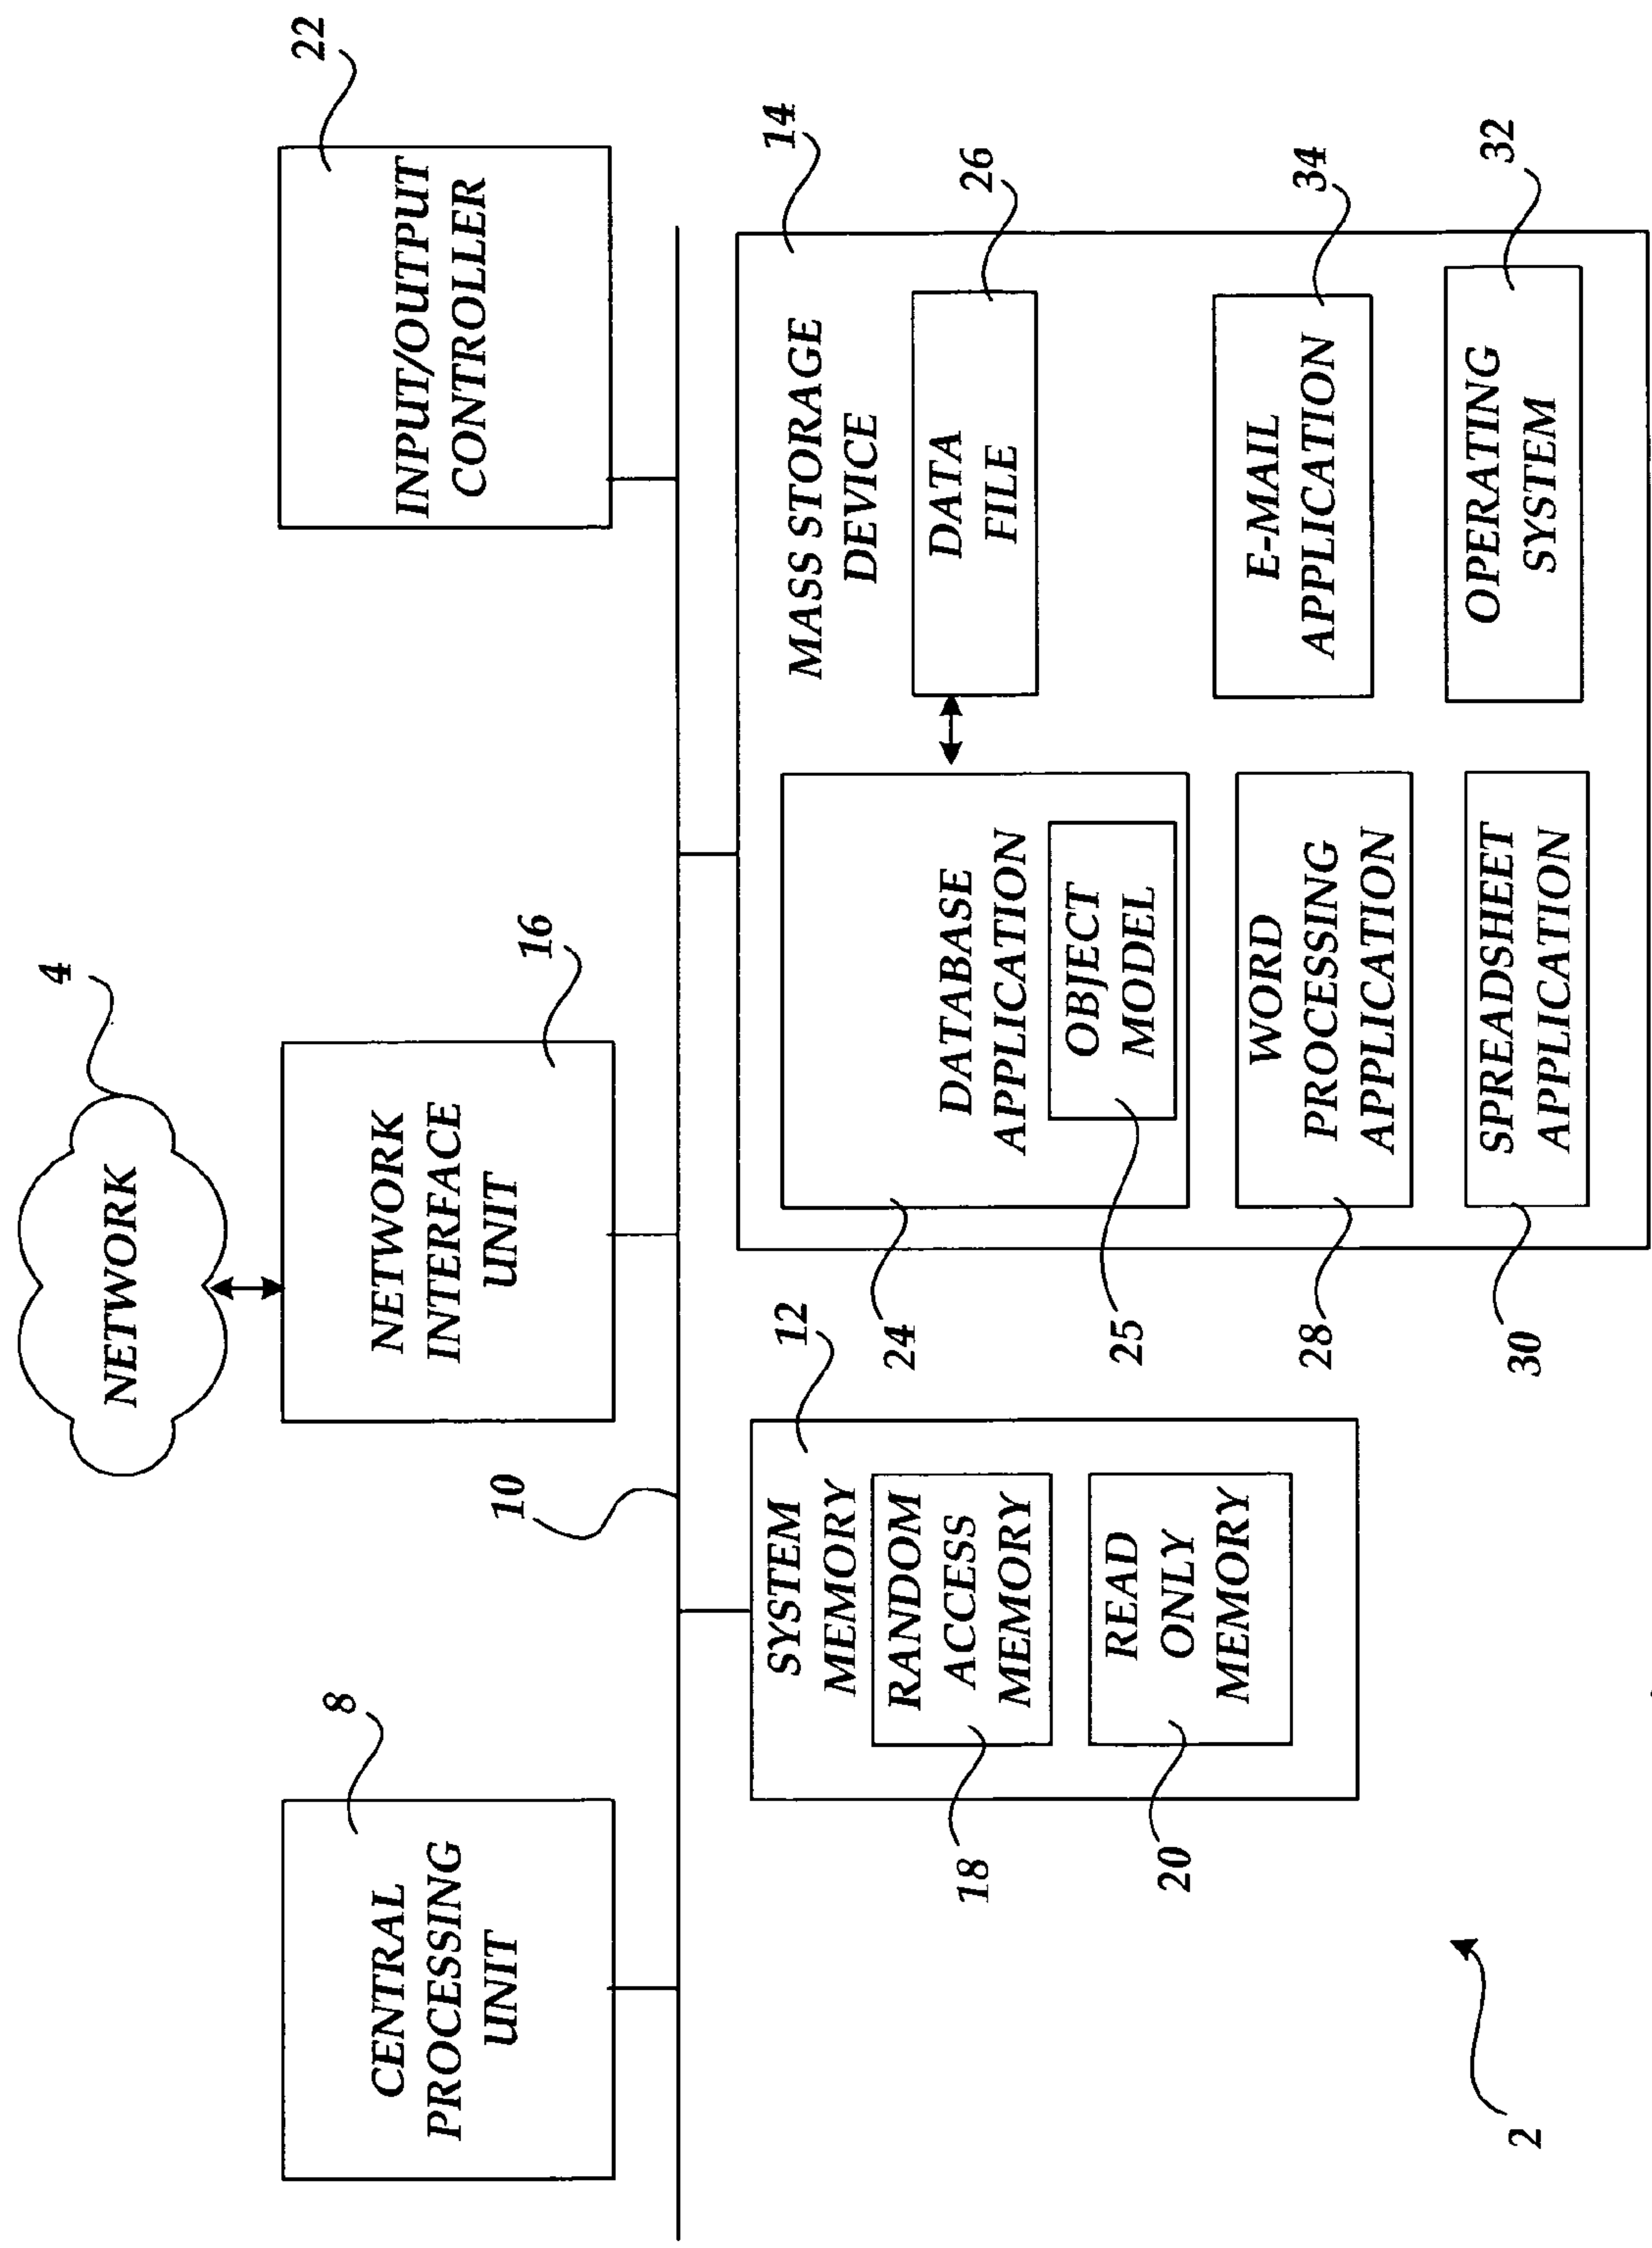 4
NETWORK
8
CENTRAL
PROCESSING
UNIT
16
NETWORK
INTERFACE
UNIT
22
INPUT/OUTPUT
CONTROLLER
10
12
SYSTEM
MEMORY
RANDOM
ACCESS
MEMORY
18
READ
ONLY
MEMORY
20
14
MASS STORAGE
DEVICE
24
DATABASE
APPLICATION
OBJECT
MODEL
25
DATA
FILE
26
WORD
PROCESSING
APPLICATION
28
E-MAIL
APPLICATION
34
SPREADSHEET
APPLICATION
30
OPERATING
SYSTEM
32
2